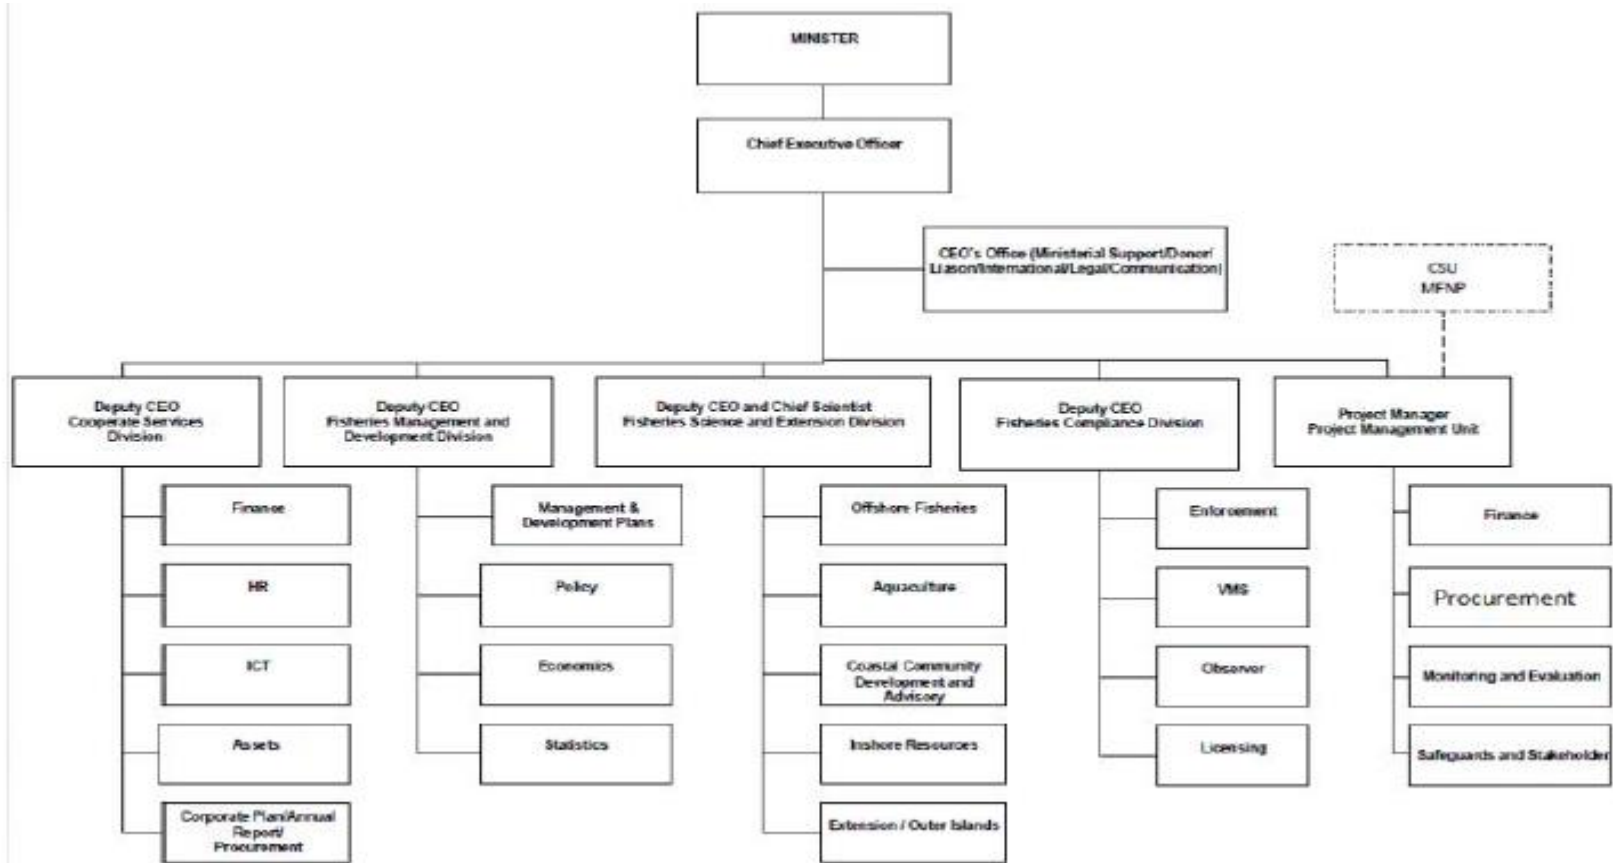 MINISTER
Chief Executive Officer
CEO's Office (Ministerial Support/Donor/
Liason/International/Legal/Communication)
CSU
MFNP
Deputy CEO
Cooperate Services
Division
Deputy CEO
Fisheries Management and
Development Division
Deputy CEO and Chief Scientist
Fisheries Science and Extension Division
Deputy CEO
Fisheries Compliance Division
Project Manager
Project Management Unit
Finance
HR
ICT
Assets
Corporate Plan/Annual
Report/
Procurement
Management &
Development Plans
Policy
Economics
Statistics
Offshore Fisheries
Aquaculture
Coastal Community
Development and
Advisory
Inshore Resources
Extension / Outer Islands
Enforcement
VMS
Observer
Licensing
Finance
Procurement
Monitoring and Evaluation
Safeguards and Stakeholder